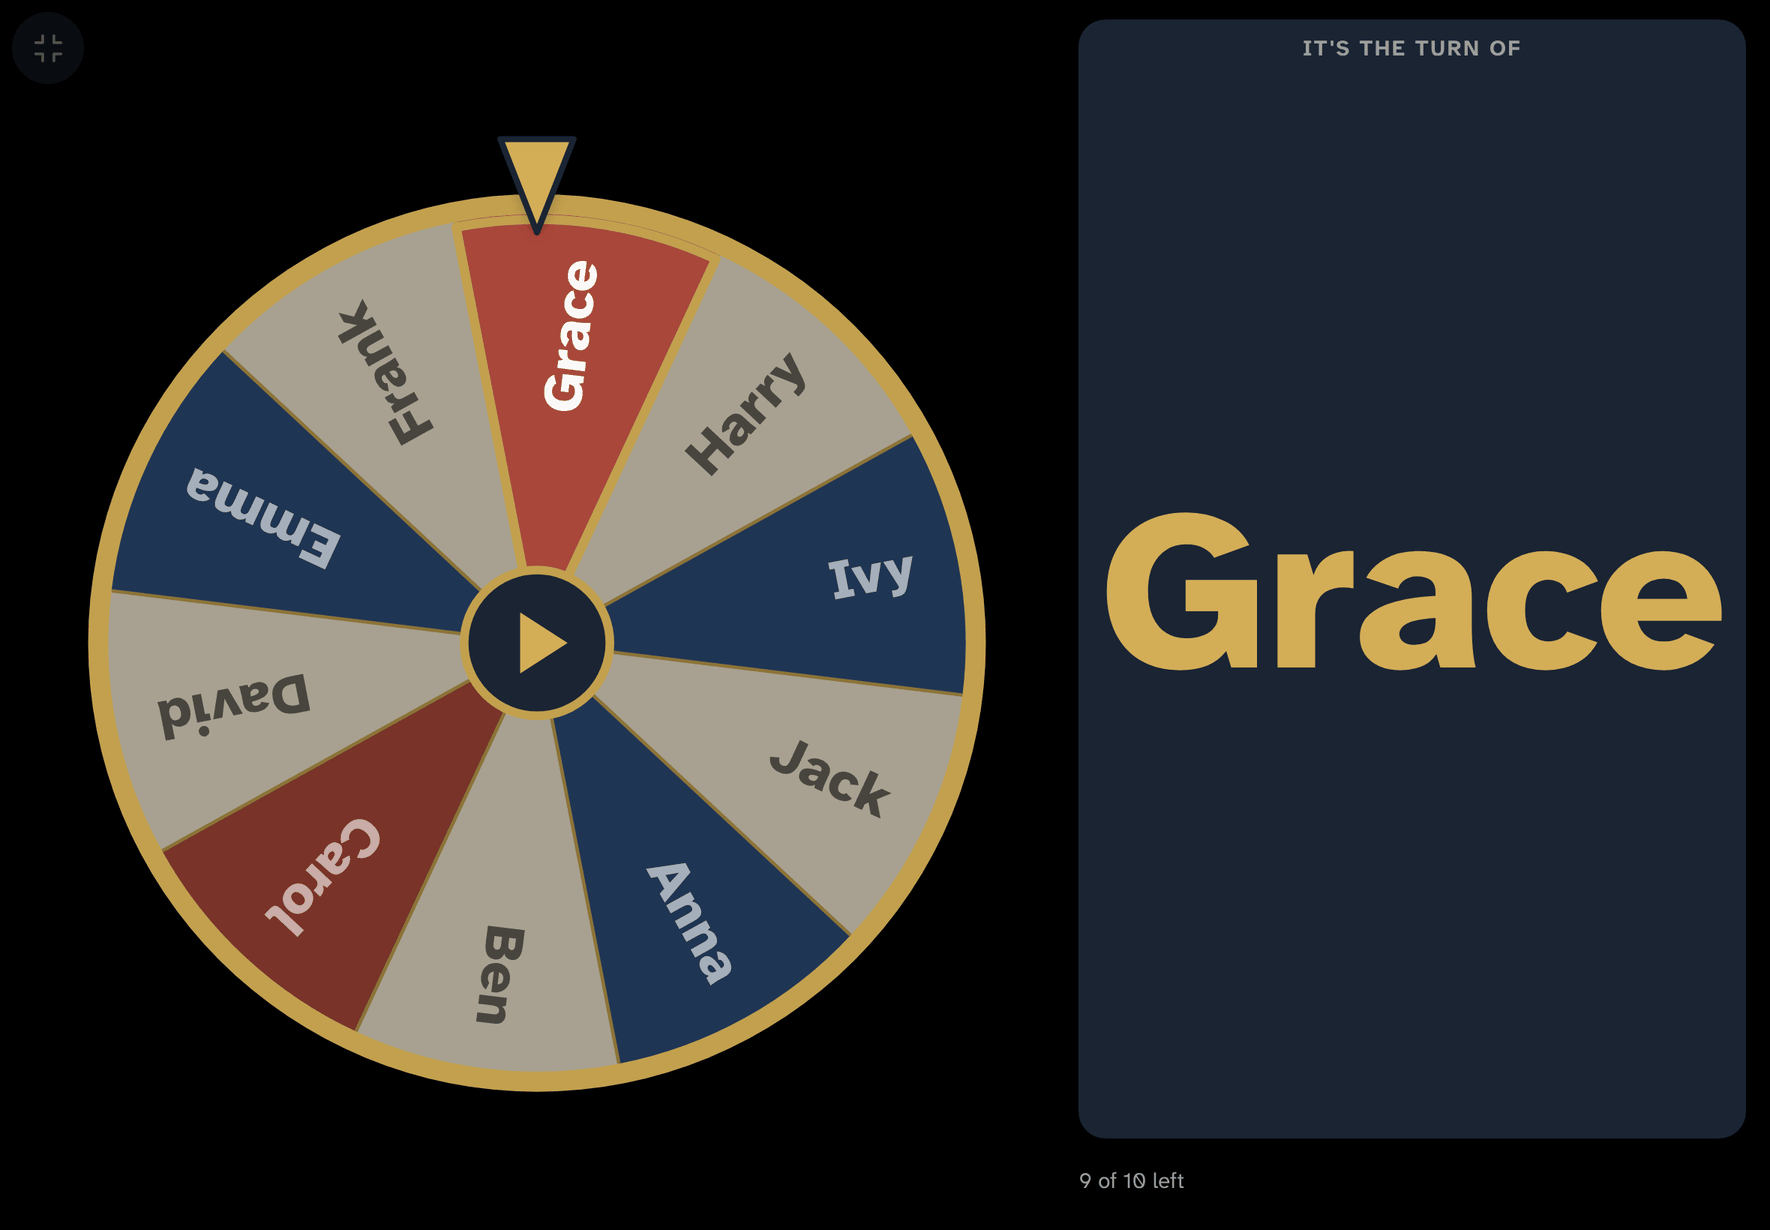 IT'S THE TURN OF
Grace
Grace
Harry
Ivy
Jack
Anna
Ben
Carol
David
Emma
Frank
9 of 10 left